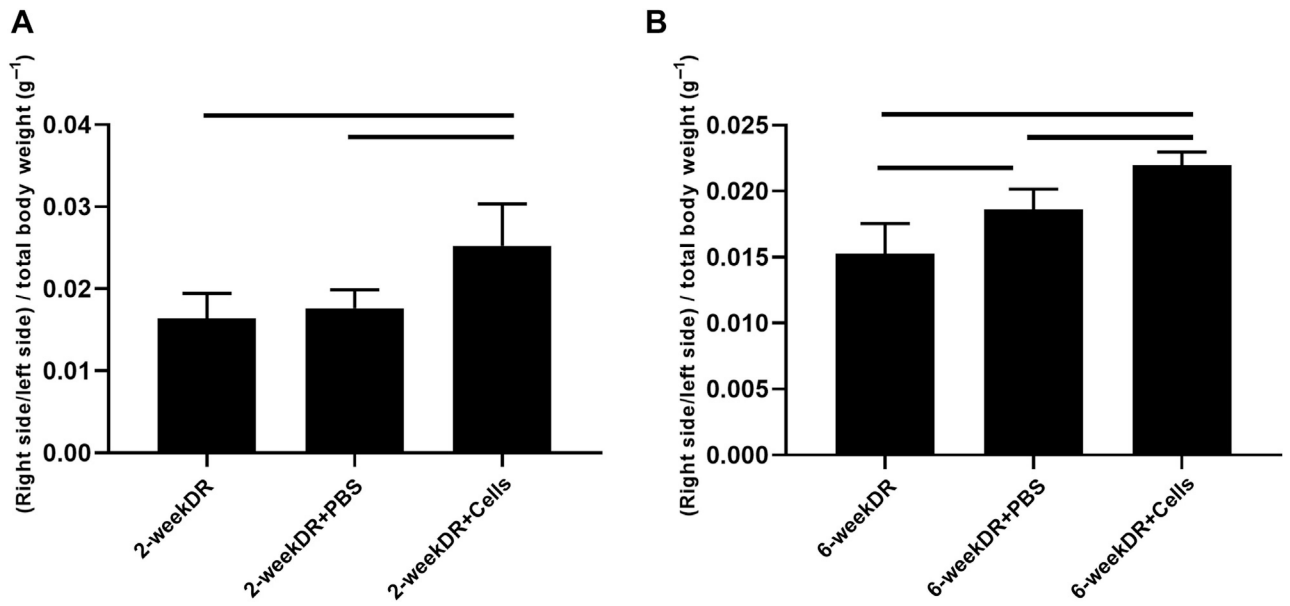 A
(Right side/left side) / total body weight (g⁻¹)
0.04
0.03
0.02
0.01
0.00
2-weekDR
2-weekDR+PBS
2-weekDR+Cells
B
(Right side/left side) / total body weight (g⁻¹)
0.025
0.020
0.015
0.010
0.005
0.000
6-weekDR
6-weekDR+PBS
6-weekDR+Cells